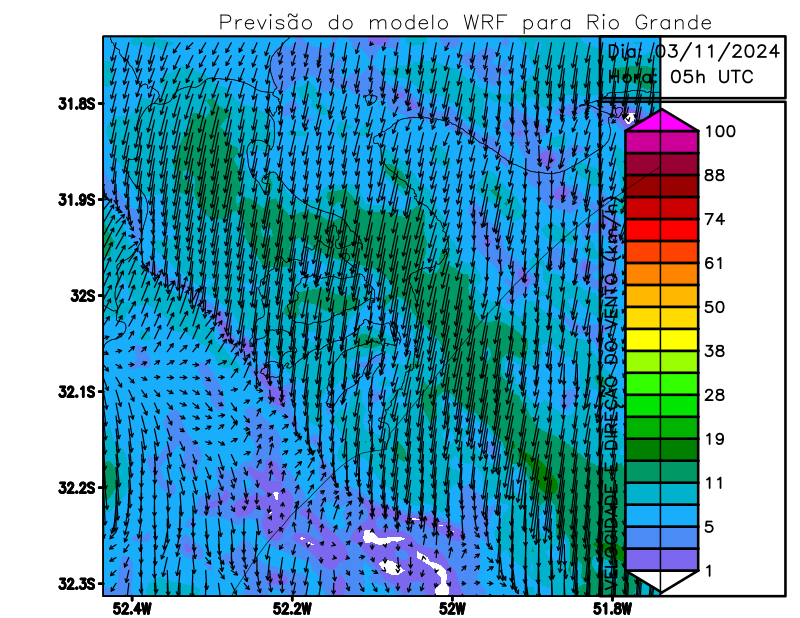 Previsão do modelo WRF para Rio Grande
Dia: 03/11/2024
Hora: 05h UTC
31.8S
31.9S
32S
32.1S
32.2S
32.3S
52.4W
52.2W
52W
51.8W
VELOCIDADE E DIREÇÃO DO VENTO (km/h)
100
88
74
61
50
38
28
19
11
5
1